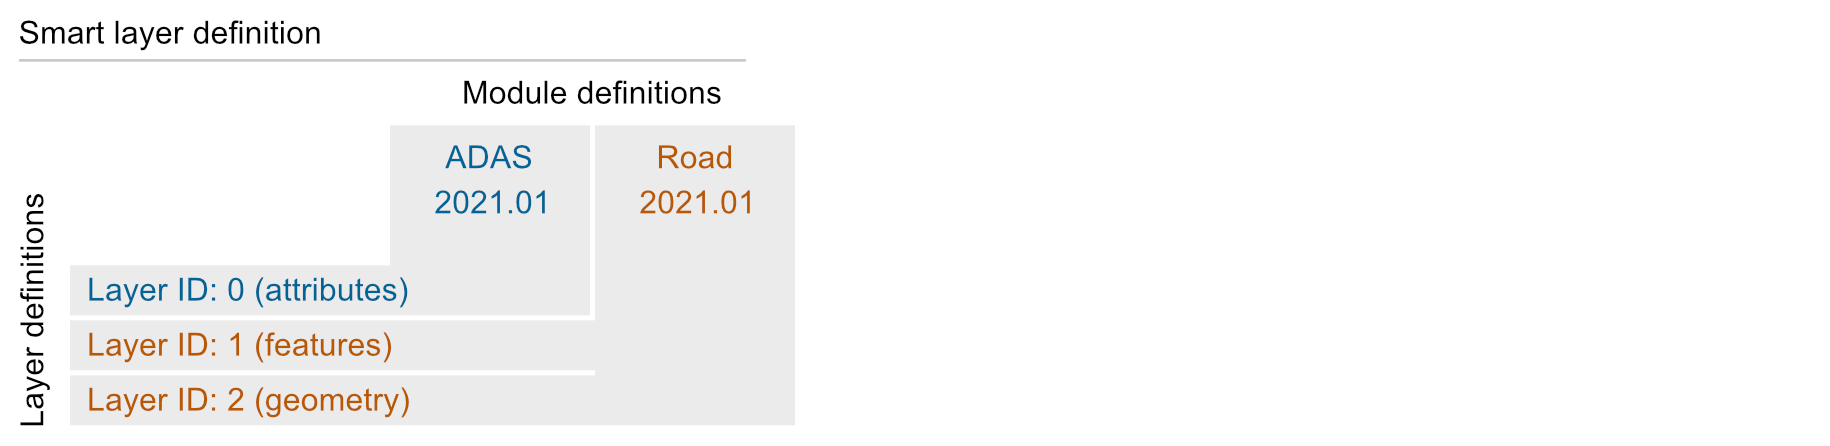 Smart layer definition
Module definitions
ADAS
2021.01
Road
2021.01
Layer definitions
Layer ID: 0 (attributes)
Layer ID: 1 (features)
Layer ID: 2 (geometry)